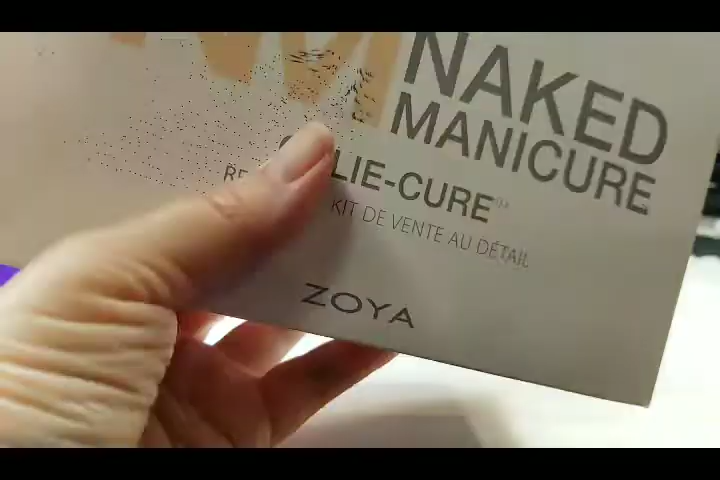 NAKED
MANICURE
LIE-CURE™
KIT DE VENTE AU DÉTAIL
ZOYA